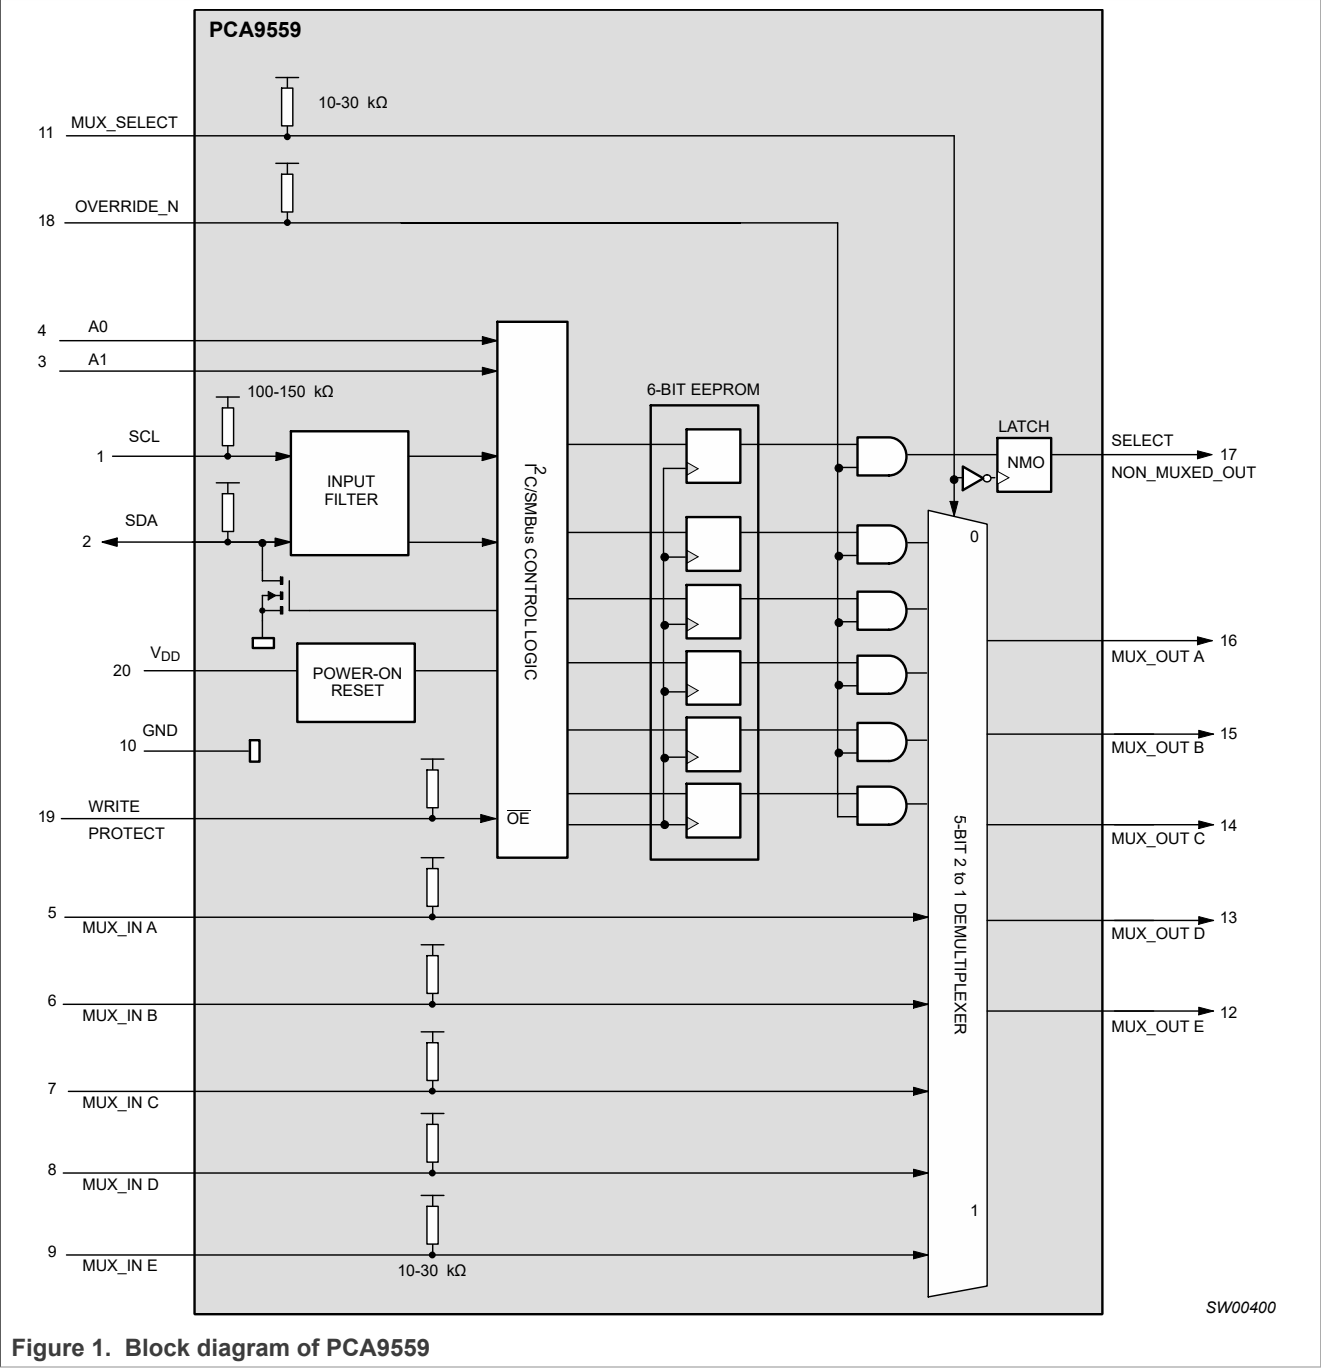 PCA9559
10-30 kΩ
11 MUX_SELECT
18 OVERRIDE_N
4 A0
3 A1
100-150 kΩ
6-BIT EEPROM
1 SCL
INPUT
FILTER
2 SDA
I²C/SMBus CONTROL LOGIC
LATCH
NMO
SELECT
17
NON_MUXED_OUT
0
16
MUX_OUT A
20 VDD
POWER-ON
RESET
10 GND
15
MUX_OUT B
19 WRITE
PROTECT
OE
14
MUX_OUT C
5-BIT 2 to 1 DEMULTIPLEXER
5
MUX_IN A
13
MUX_OUT D
6
MUX_IN B
12
MUX_OUT E
7
MUX_IN C
8
MUX_IN D
1
9
MUX_IN E
10-30 kΩ
SW00400
Figure 1. Block diagram of PCA9559